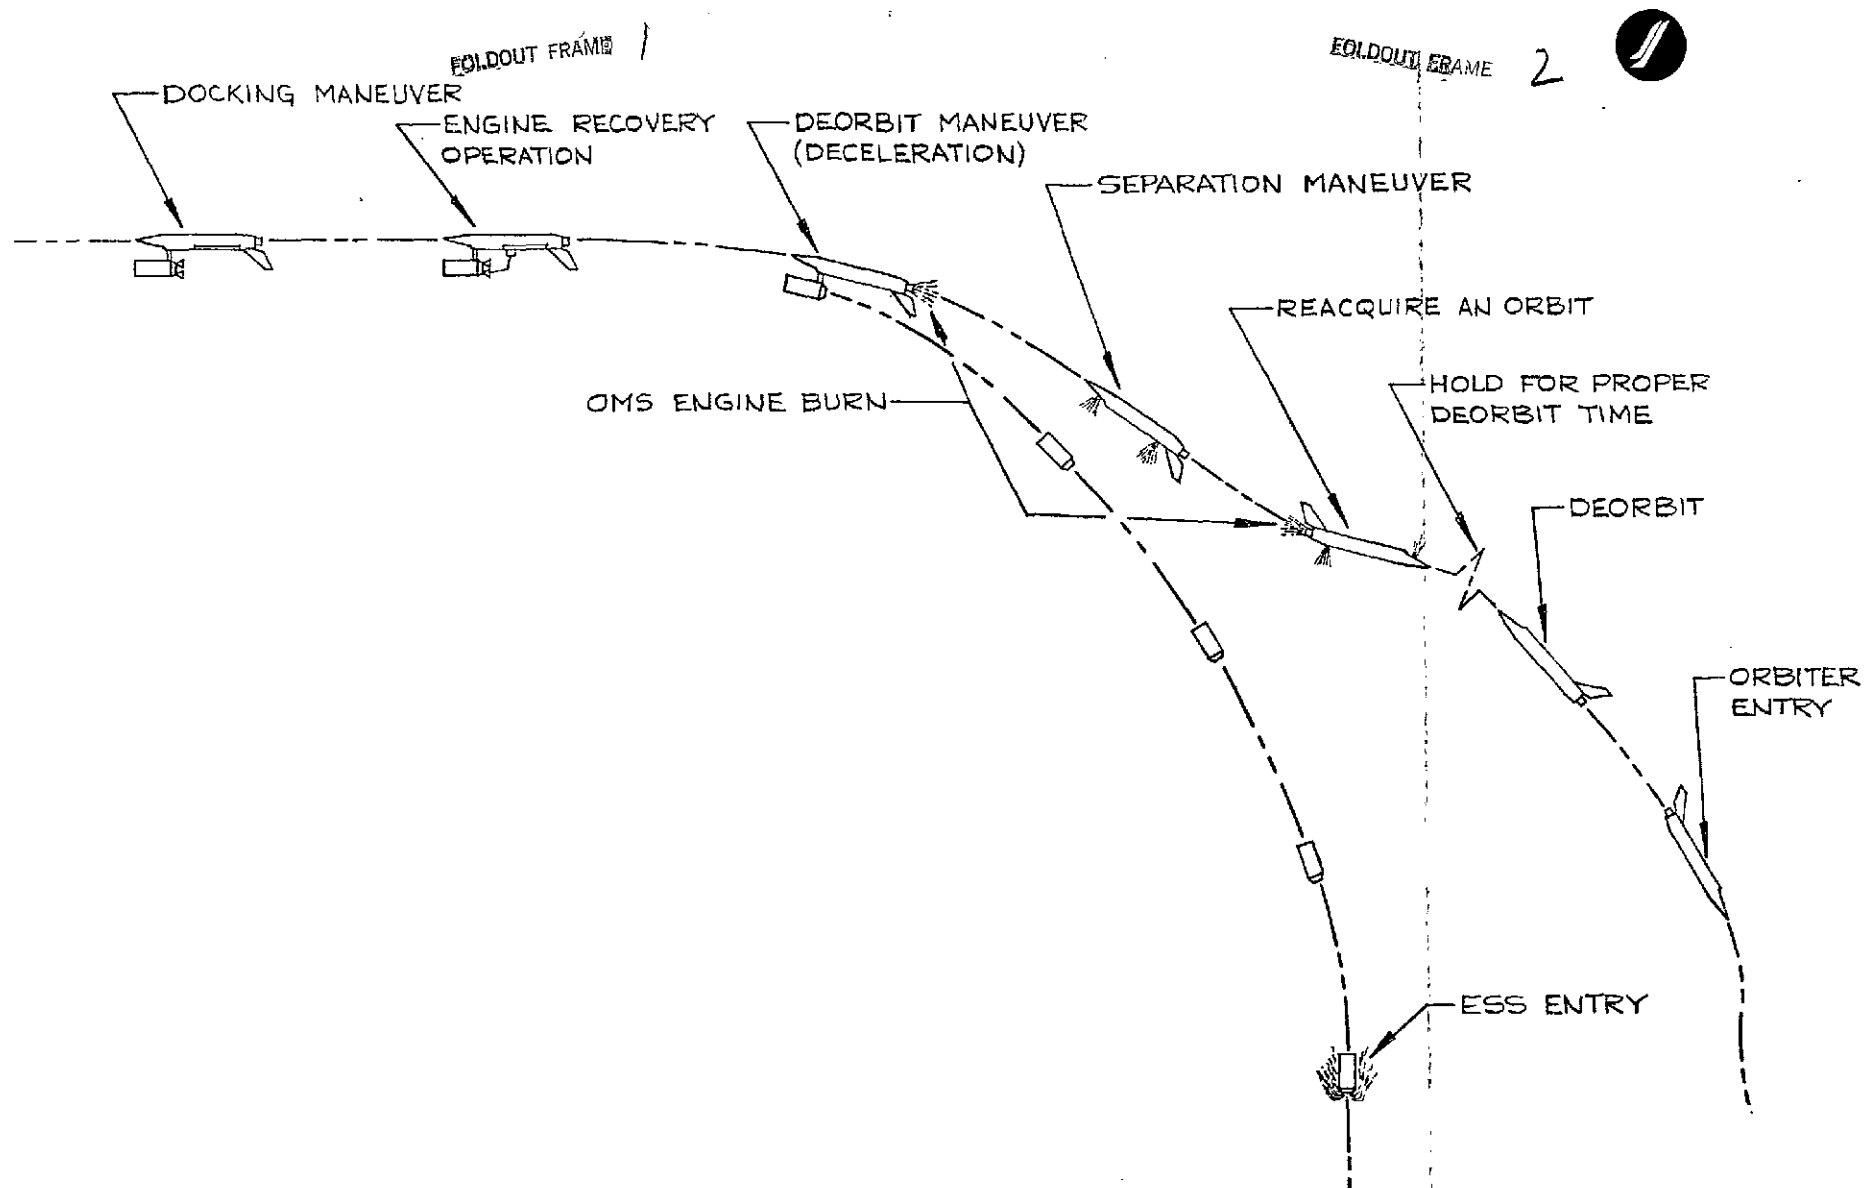 FOLDOUT FRAME 1
FOLDOUT FRAME 2
DOCKING MANEUVER
ENGINE RECOVERY
OPERATION
DEORBIT MANEUVER
(DECELERATION)
SEPARATION MANEUVER
REACQUIRE AN ORBIT
OMS ENGINE BURN
HOLD FOR PROPER
DEORBIT TIME
DEORBIT
ORBITER
ENTRY
ESS ENTRY